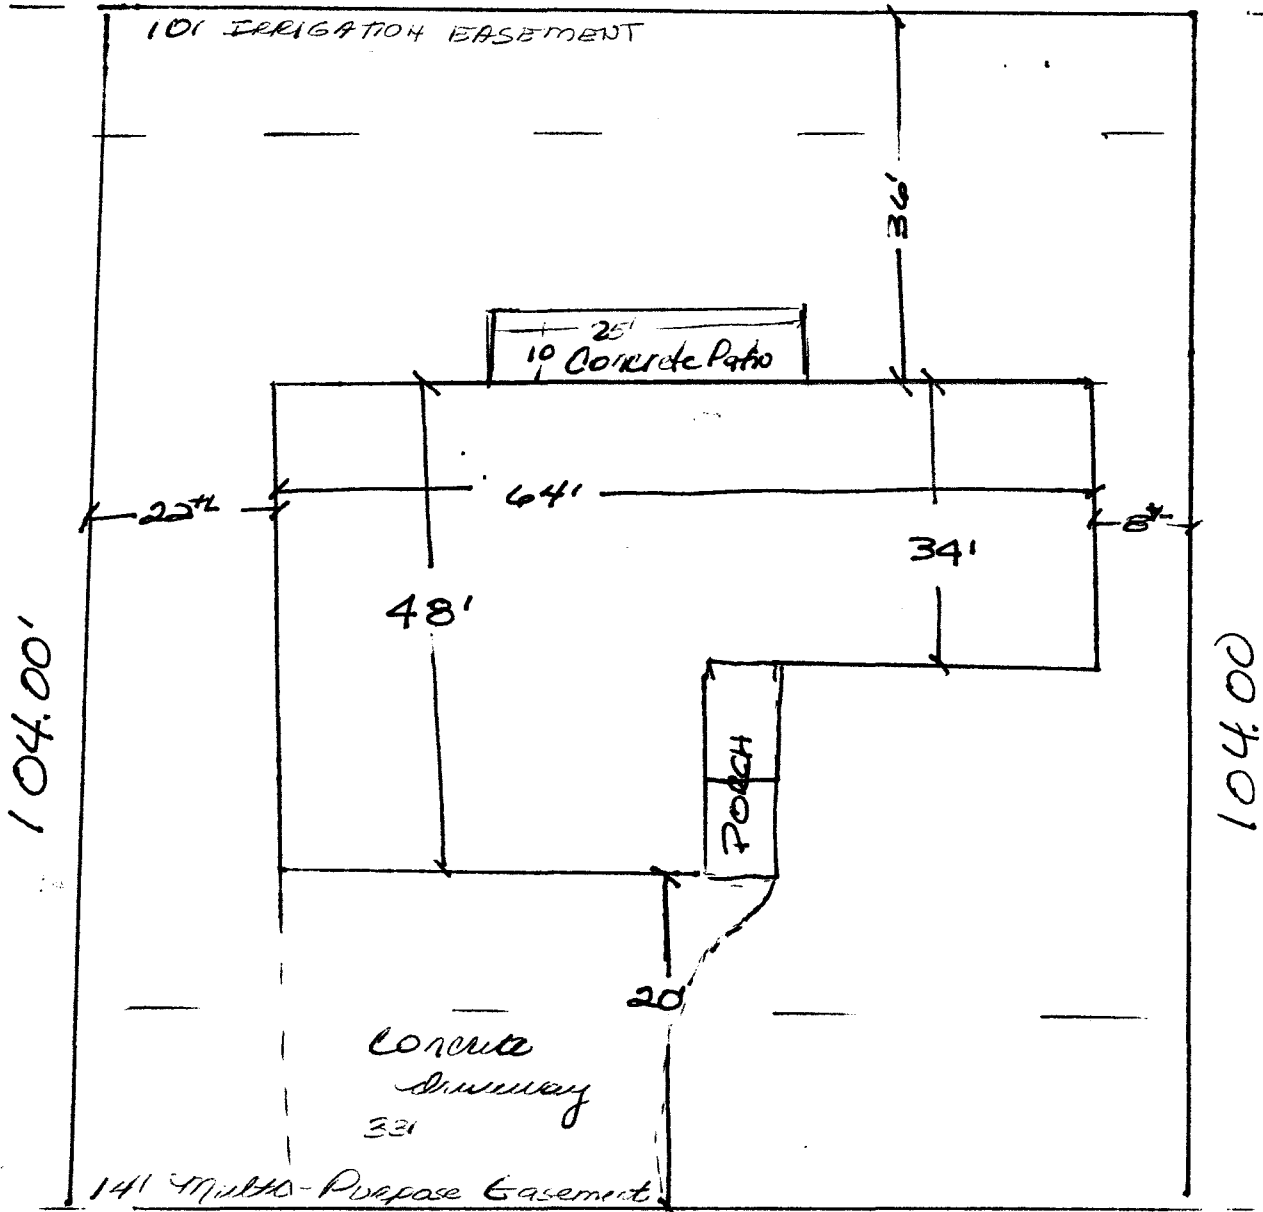 10' IRRIGATION EASEMENT
36'
25'
10 Concrete Patio
64'
22
8
34'
48'
104.00'
104.00
PORCH
20'
Concrete
driveway
33'
14' Multi-Purpose Easement